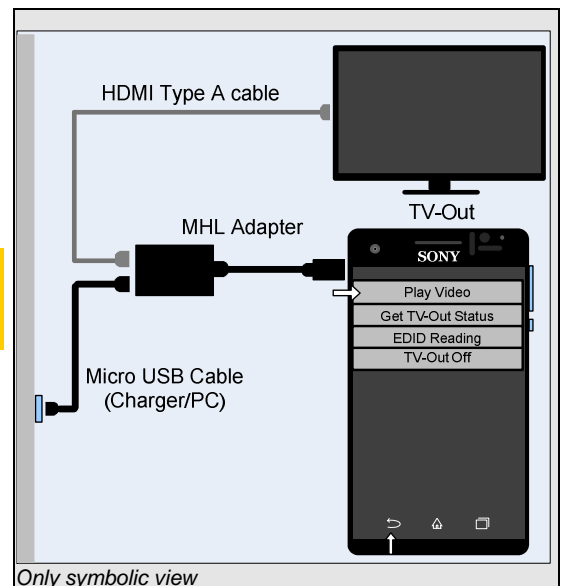 HDMI Type A cable
TV-Out
MHL Adapter
SONY
Play Video
Get TV-Out Status
EDID Reading
TV-Out Off
Micro USB Cable
(Charger/PC)
Only symbolic view